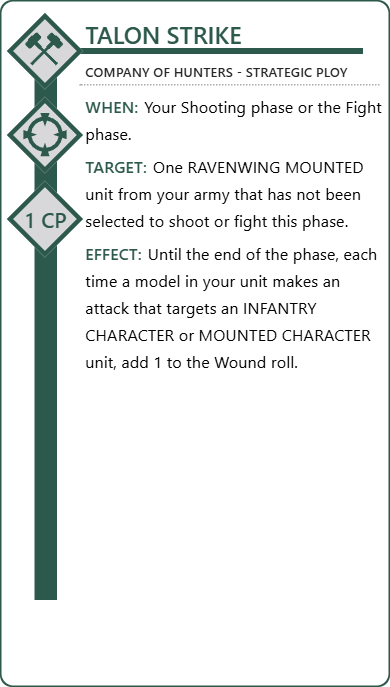 TALON STRIKE
COMPANY OF HUNTERS - STRATEGIC PLOY
WHEN: Your Shooting phase or the Fight
phase.
TARGET: One RAVENWING MOUNTED
unit from your army that has not been
selected to shoot or fight this phase.
1 CP
EFFECT: Until the end of the phase, each
time a model in your unit makes an
attack that targets an INFANTRY
CHARACTER or MOUNTED CHARACTER
unit, add 1 to the Wound roll.